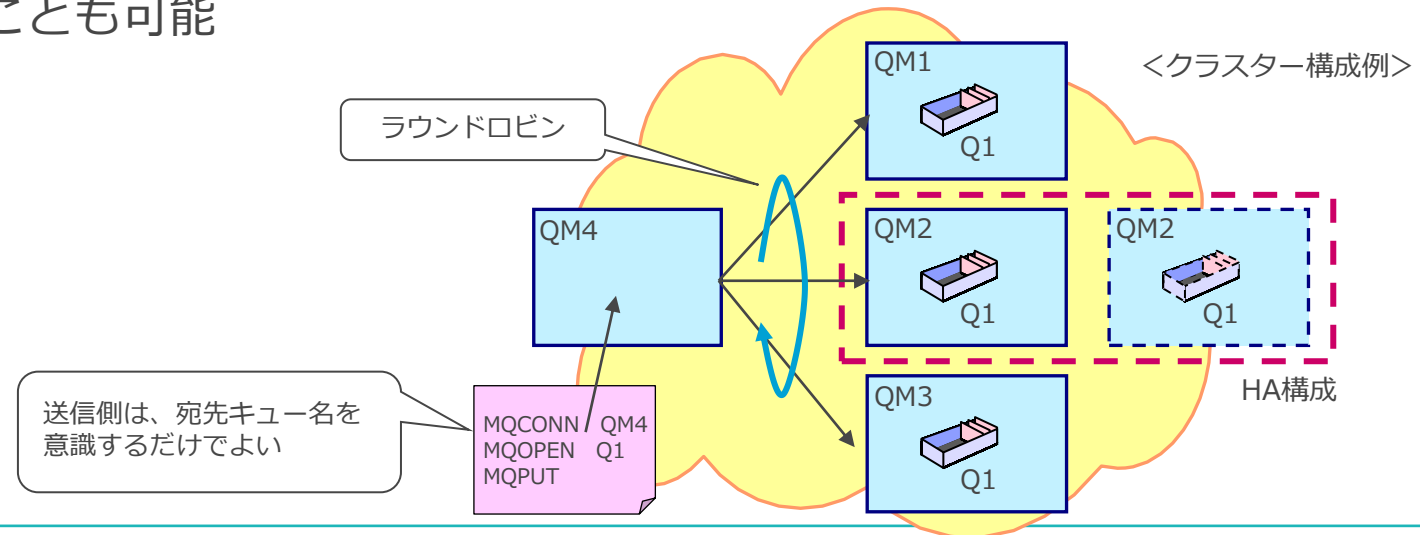 ことも可能
＜クラスター構成例＞
QM1
Q1
ラウンドロビン
QM4
QM2
Q1
QM2
Q1
HA構成
QM3
Q1
送信側は、宛先キュー名を
意識するだけでよい
MQCONN QM4
MQOPEN Q1
MQPUT